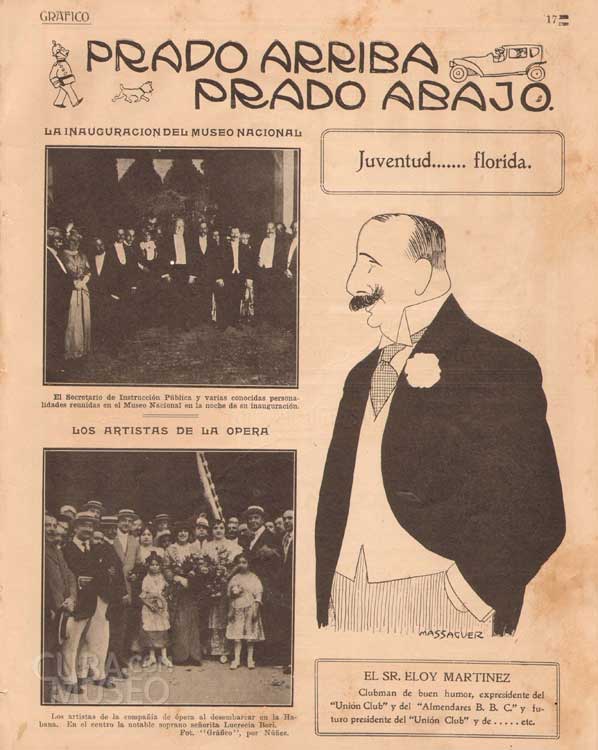 GRÁFICO
17
PRADO ARRIBA
PRADO ABAJO.
LA INAUGURACION DEL MUSEO NACIONAL
El Secretario de Instrucción Pública y varias conocidas persona-
lidades reunidas en el Museo Nacional en la noche de su inauguración.
LOS ARTISTAS DE LA OPERA
CUBA
MUSEO
Los artistas de la compañía de ópera al desembarcar en la Ha-
bana. En el centro la notable soprano señorita Lucrecia Bori.
Fot. "Gráfico", por Núñez.
Juventud....... florida.
MASSAGUER
EL SR. ELOY MARTINEZ
Clubman de buen humor, expresidente del
"Unión Club" y del "Almendares B. B. C." y fu-
turo presidente del "Unión Club" y de ..... etc.